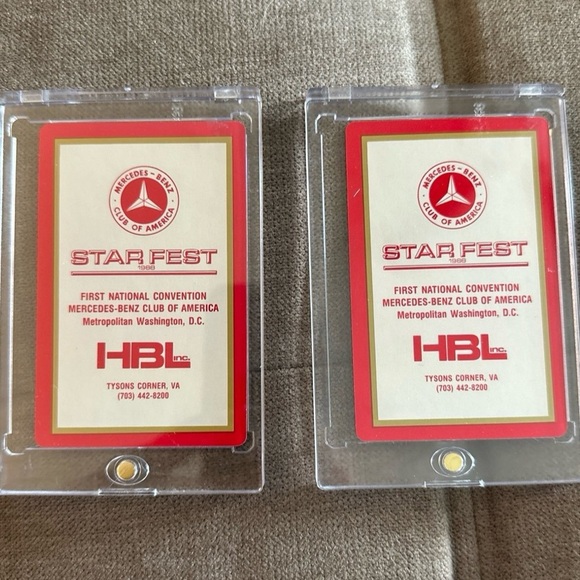 MERCEDES-BENZ
CLUB OF AMERICA
STAR FEST
1988
FIRST NATIONAL CONVENTION
MERCEDES-BENZ CLUB OF AMERICA
Metropolitan Washington, D.C.
HBL inc.
TYSONS CORNER, VA
(703) 442-8200
MERCEDES-BENZ
CLUB OF AMERICA
STAR FEST
1988
FIRST NATIONAL CONVENTION
MERCEDES-BENZ CLUB OF AMERICA
Metropolitan Washington, D.C.
HBL inc.
TYSONS CORNER, VA
(703) 442-8200